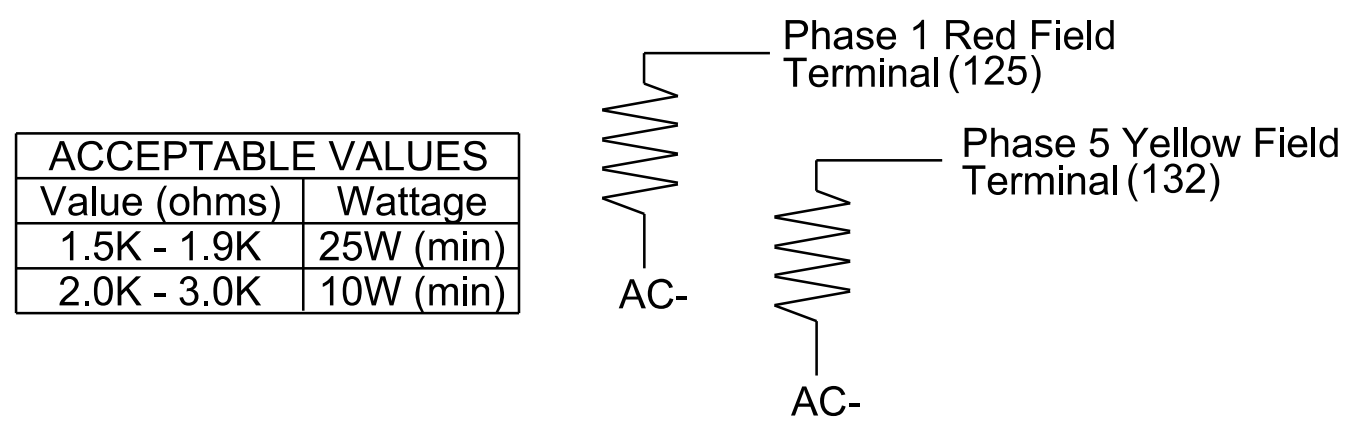 ACCEPTABLE VALUES
Value (ohms) Wattage
1.5K - 1.9K 25W (min)
2.0K - 3.0K 10W (min)
Phase 1 Red Field
Terminal (125)
AC-
Phase 5 Yellow Field
Terminal (132)
AC-